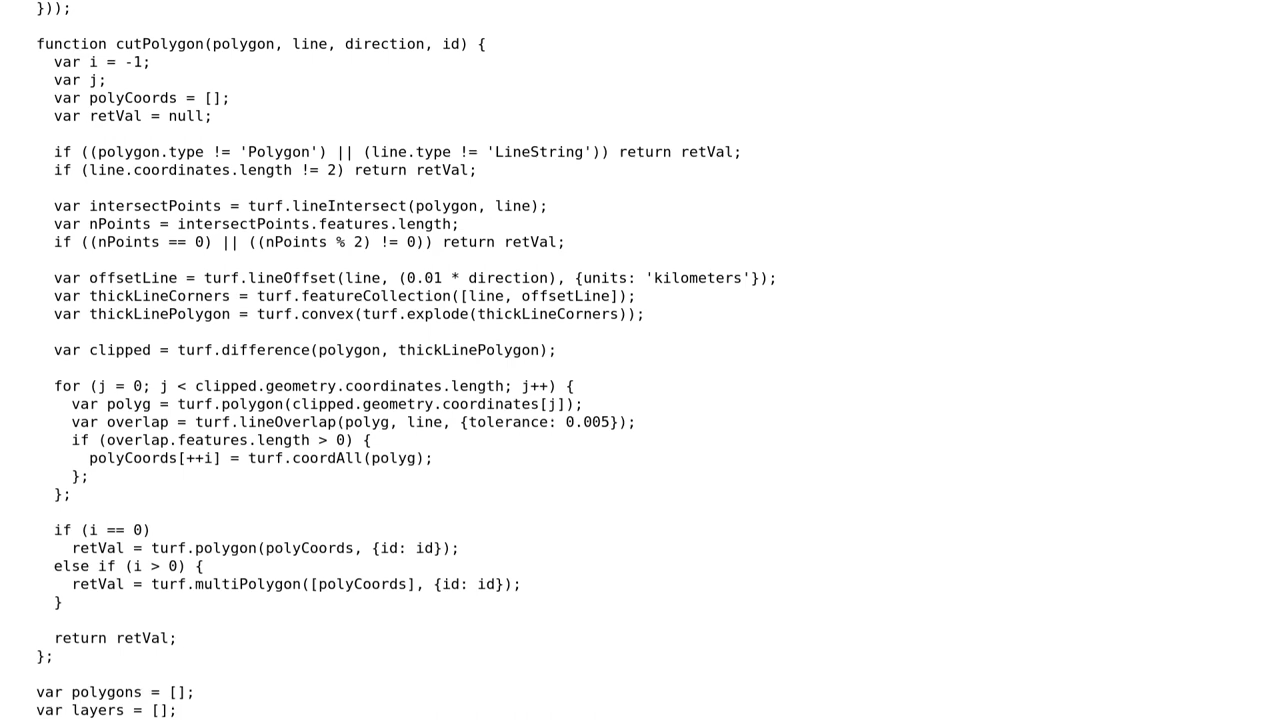 }));
function cutPolygon(polygon, line, direction, id) {
var i = -1;
var j;
var polyCoords = [];
var retVal = null;
if ((polygon.type != 'Polygon') || (line.type != 'LineString')) return retVal;
if (line.coordinates.length != 2) return retVal;
var intersectPoints = turf.lineIntersect(polygon, line);
var nPoints = intersectPoints.features.length;
if ((nPoints == 0) || ((nPoints % 2) != 0)) return retVal;
var offsetLine = turf.lineOffset(line, (0.01 * direction), {units: 'kilometers'});
var thickLineCorners = turf.featureCollection([line, offsetLine]);
var thickLinePolygon = turf.convex(turf.explode(thickLineCorners));
var clipped = turf.difference(polygon, thickLinePolygon);
for (j = 0; j < clipped.geometry.coordinates.length; j++) {
var polyg = turf.polygon(clipped.geometry.coordinates[j]);
var overlap = turf.lineOverlap(polyg, line, {tolerance: 0.005});
if (overlap.features.length > 0) {
polyCoords[++i] = turf.coordAll(polyg);
};
};
if (i == 0)
retVal = turf.polygon(polyCoords, {id: id});
else if (i > 0) {
retVal = turf.multiPolygon([polyCoords], {id: id});
}
return retVal;
};
var polygons = [];
var layers = [];